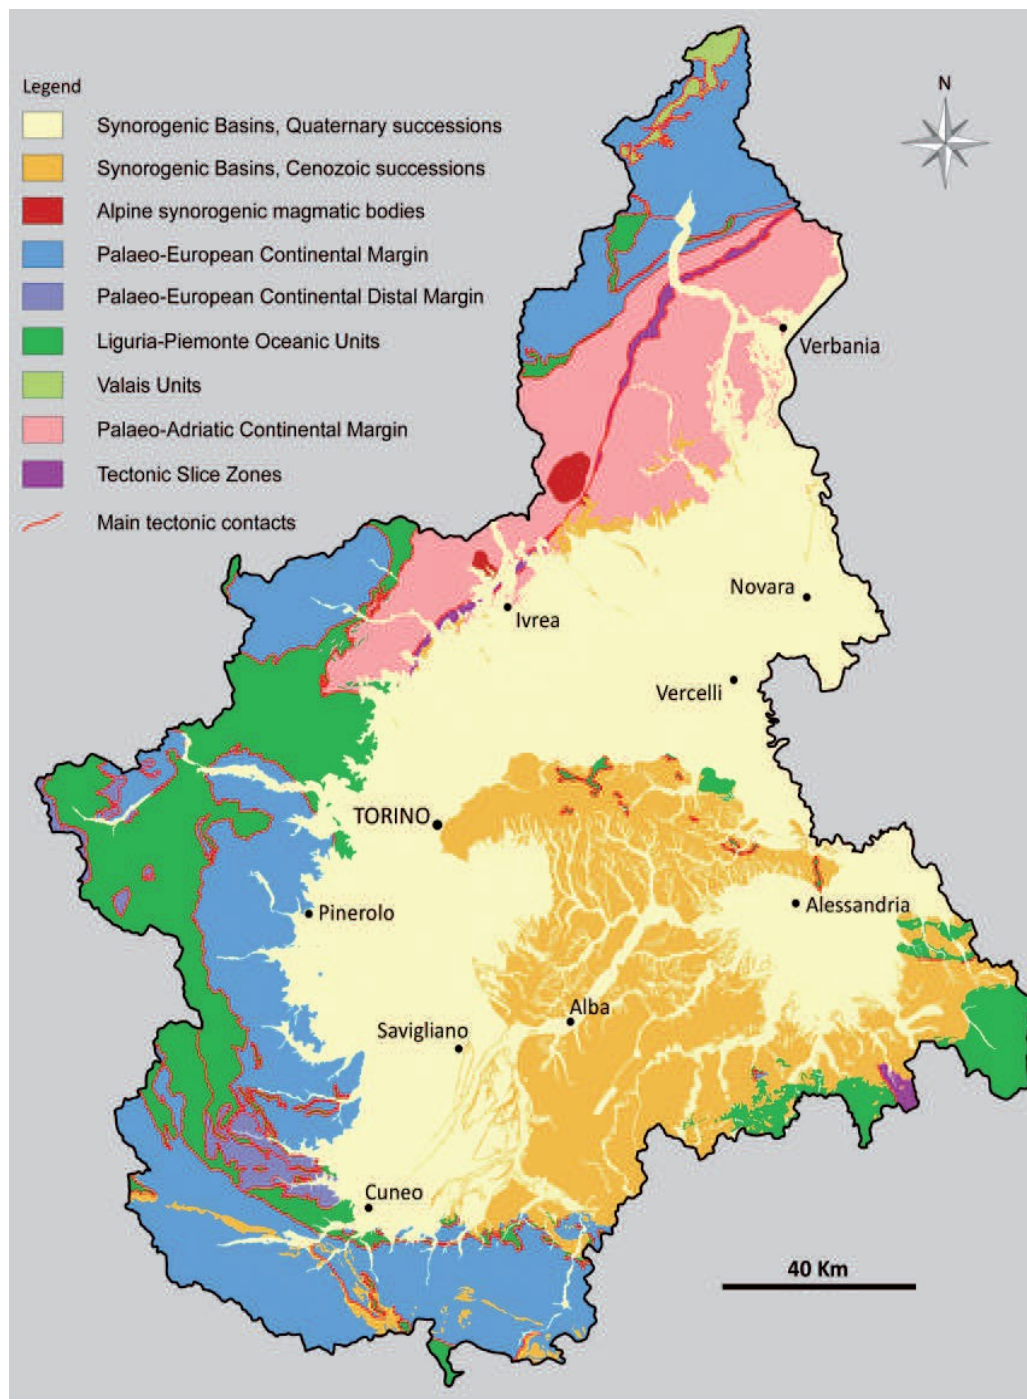 Legend
N
Synorogenic Basins, Quaternary successions
Synorogenic Basins, Cenozoic successions
Alpine synorogenic magmatic bodies
Palaeo-European Continental Margin
Palaeo-European Continental Distal Margin
Liguria-Piemonte Oceanic Units
Valais Units
Palaeo-Adriatic Continental Margin
Tectonic Slice Zones
Main tectonic contacts
Verbania
Novara
Ivrea
Vercelli
TORINO
Pinerolo
Alessandria
Alba
Savigliano
Cuneo
40 Km